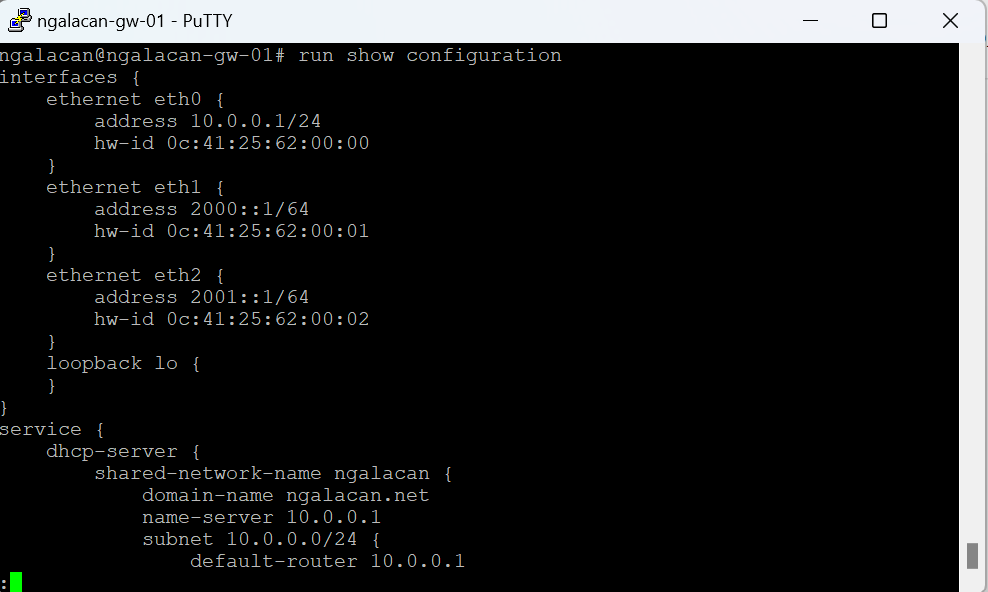 ngalacan-gw-01 - PuTTY
ngalacan@ngalacan-gw-01# run show configuration
interfaces {
    ethernet eth0 {
        address 10.0.0.1/24
        hw-id 0c:41:25:62:00:00
    }
    ethernet eth1 {
        address 2000::1/64
        hw-id 0c:41:25:62:00:01
    }
    ethernet eth2 {
        address 2001::1/64
        hw-id 0c:41:25:62:00:02
    }
    loopback lo {
    }
}
service {
    dhcp-server {
        shared-network-name ngalacan {
            domain-name ngalacan.net
            name-server 10.0.0.1
            subnet 10.0.0.0/24 {
                default-router 10.0.0.1
: